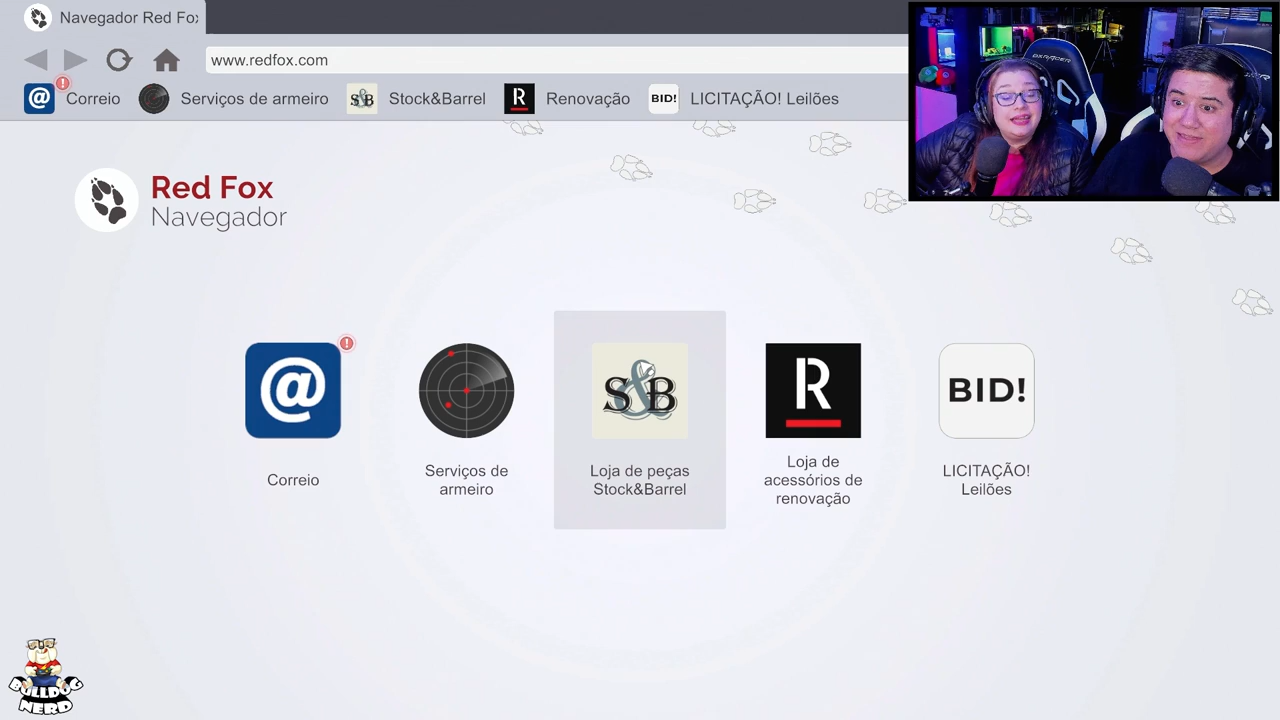 Navegador Red Fox
www.redfox.com
@ ! Correio
Serviços de armeiro
S&B Stock&Barrel
R Renovação
BID! LICITAÇÃO! Leilões
DXRACER
Red Fox
Navegador
@ !
S&B
R
BID!
Correio
Serviços de
armeiro
Loja de peças
Stock&Barrel
Loja de
acessórios de
renovação
LICITAÇÃO!
Leilões
BULLDOG
NERD